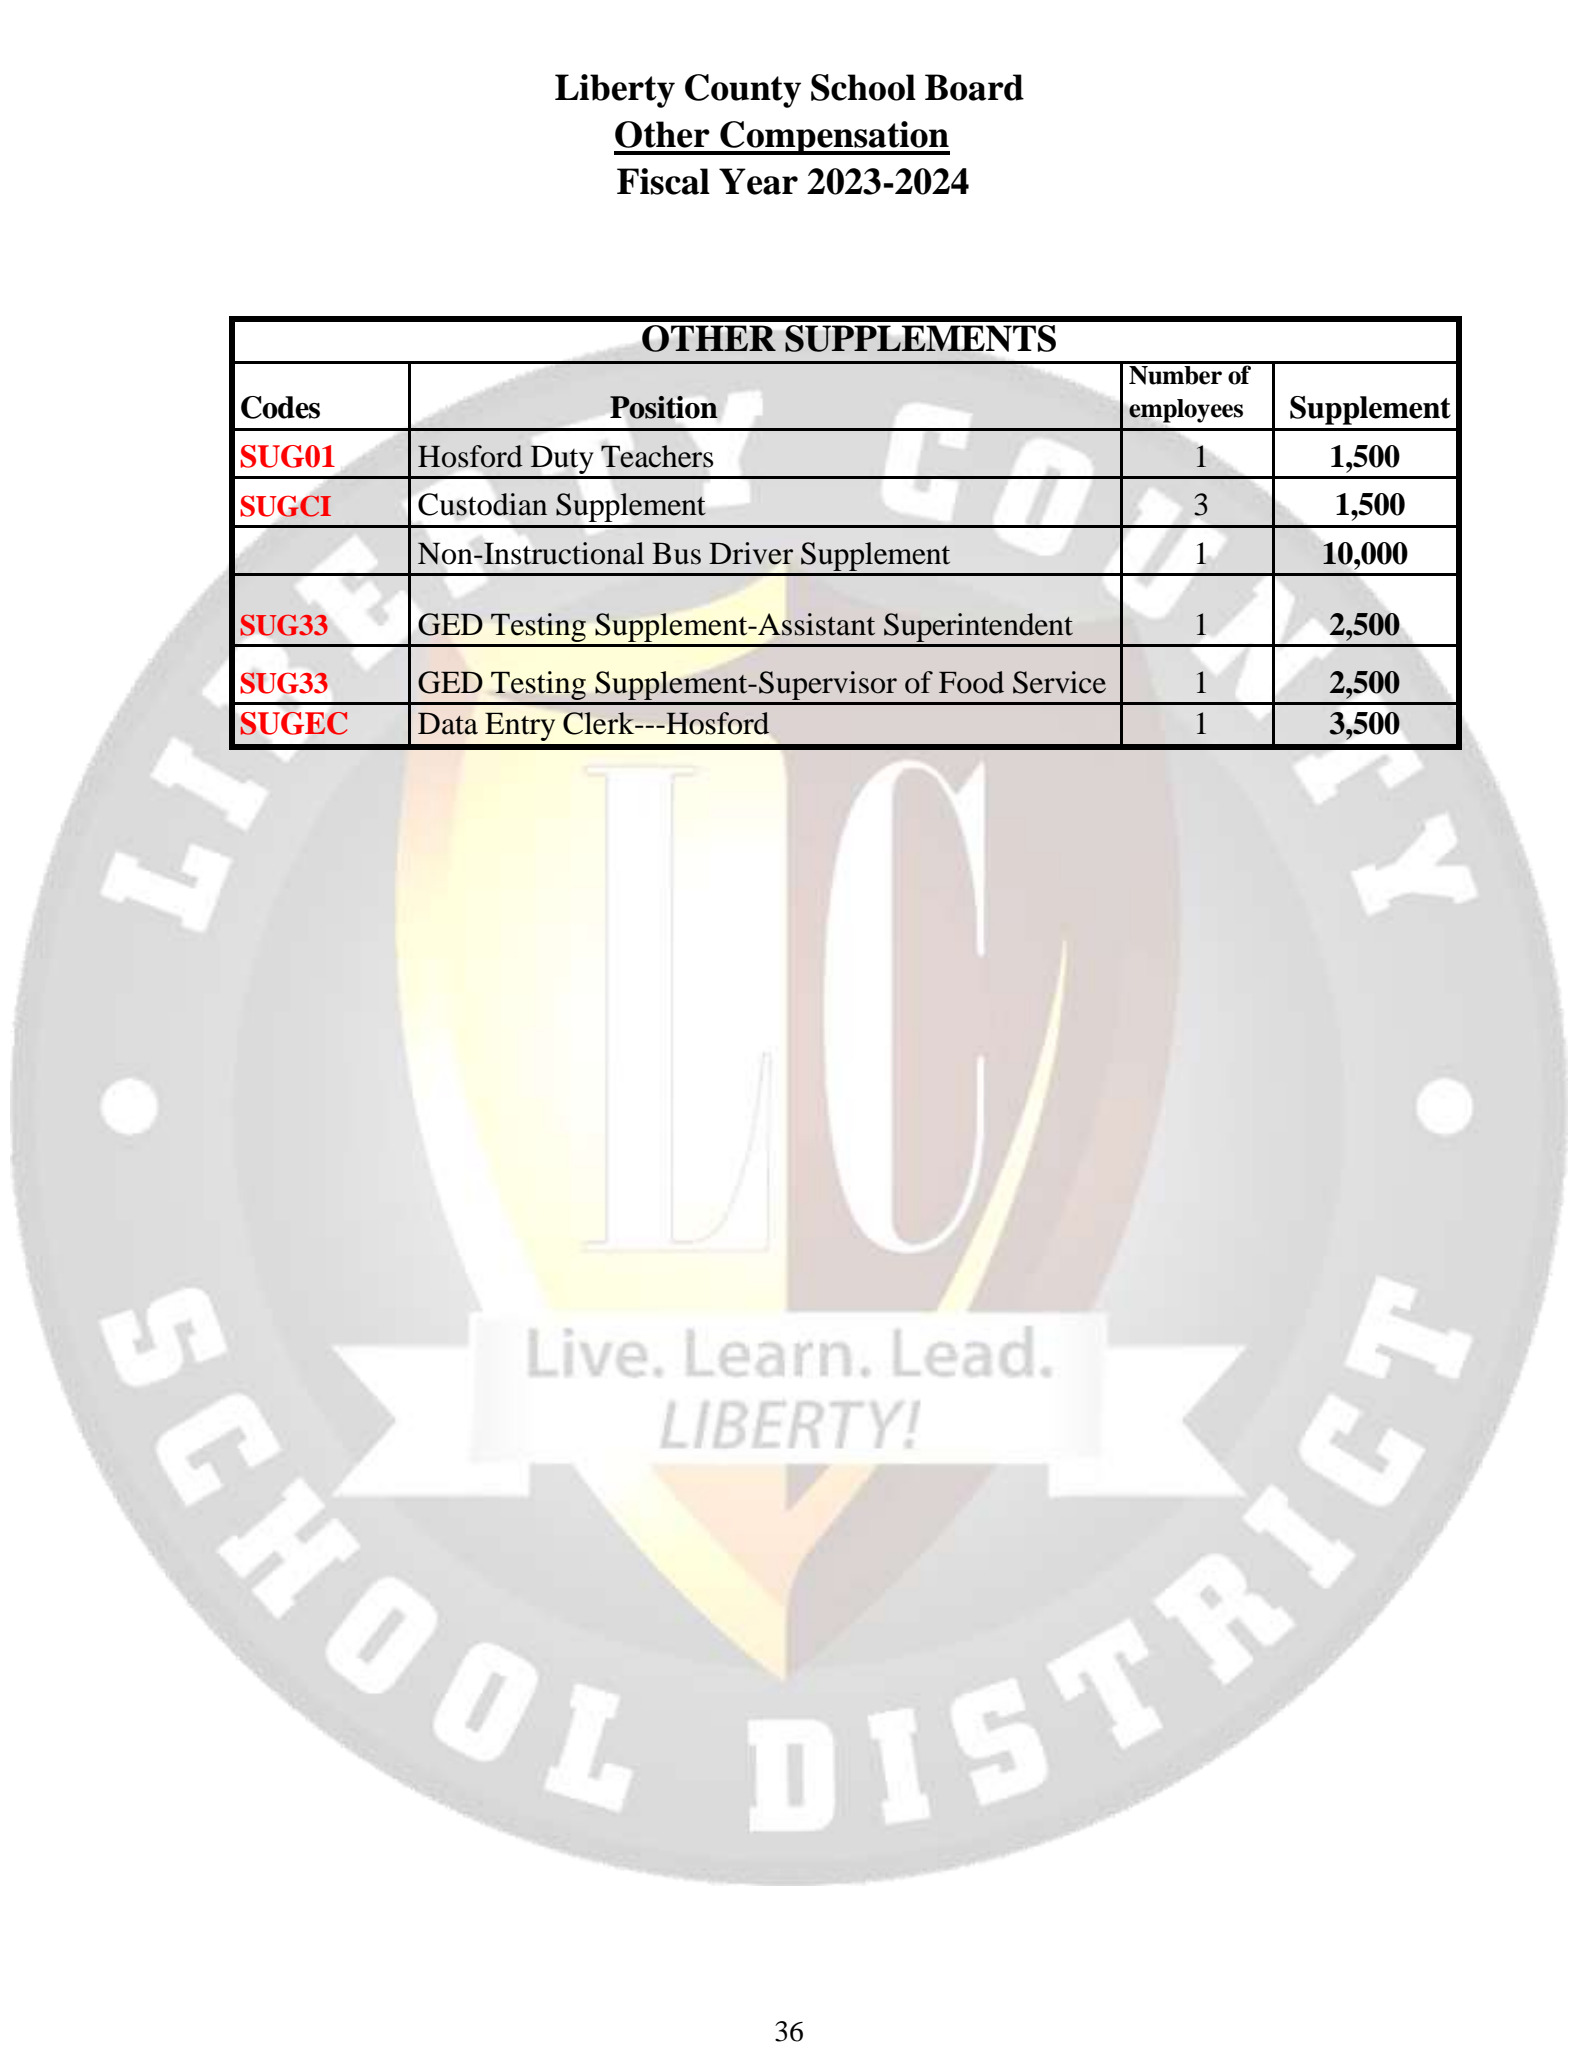 Liberty County School Board
Other Compensation
Fiscal Year 2023-2024
OTHER SUPPLEMENTS
Codes Position Number of employees Supplement
SUG01 Hosford Duty Teachers 1 1,500
SUGCI Custodian Supplement 3 1,500
Non-Instructional Bus Driver Supplement 1 10,000
SUG33 GED Testing Supplement-Assistant Superintendent 1 2,500
SUG33 GED Testing Supplement-Supervisor of Food Service 1 2,500
SUGEC Data Entry Clerk---Hosford 1 3,500
LIBERTY COUNTY
LC
Live. Learn. Lead.
LIBERTY!
SCHOOL DISTRICT
36